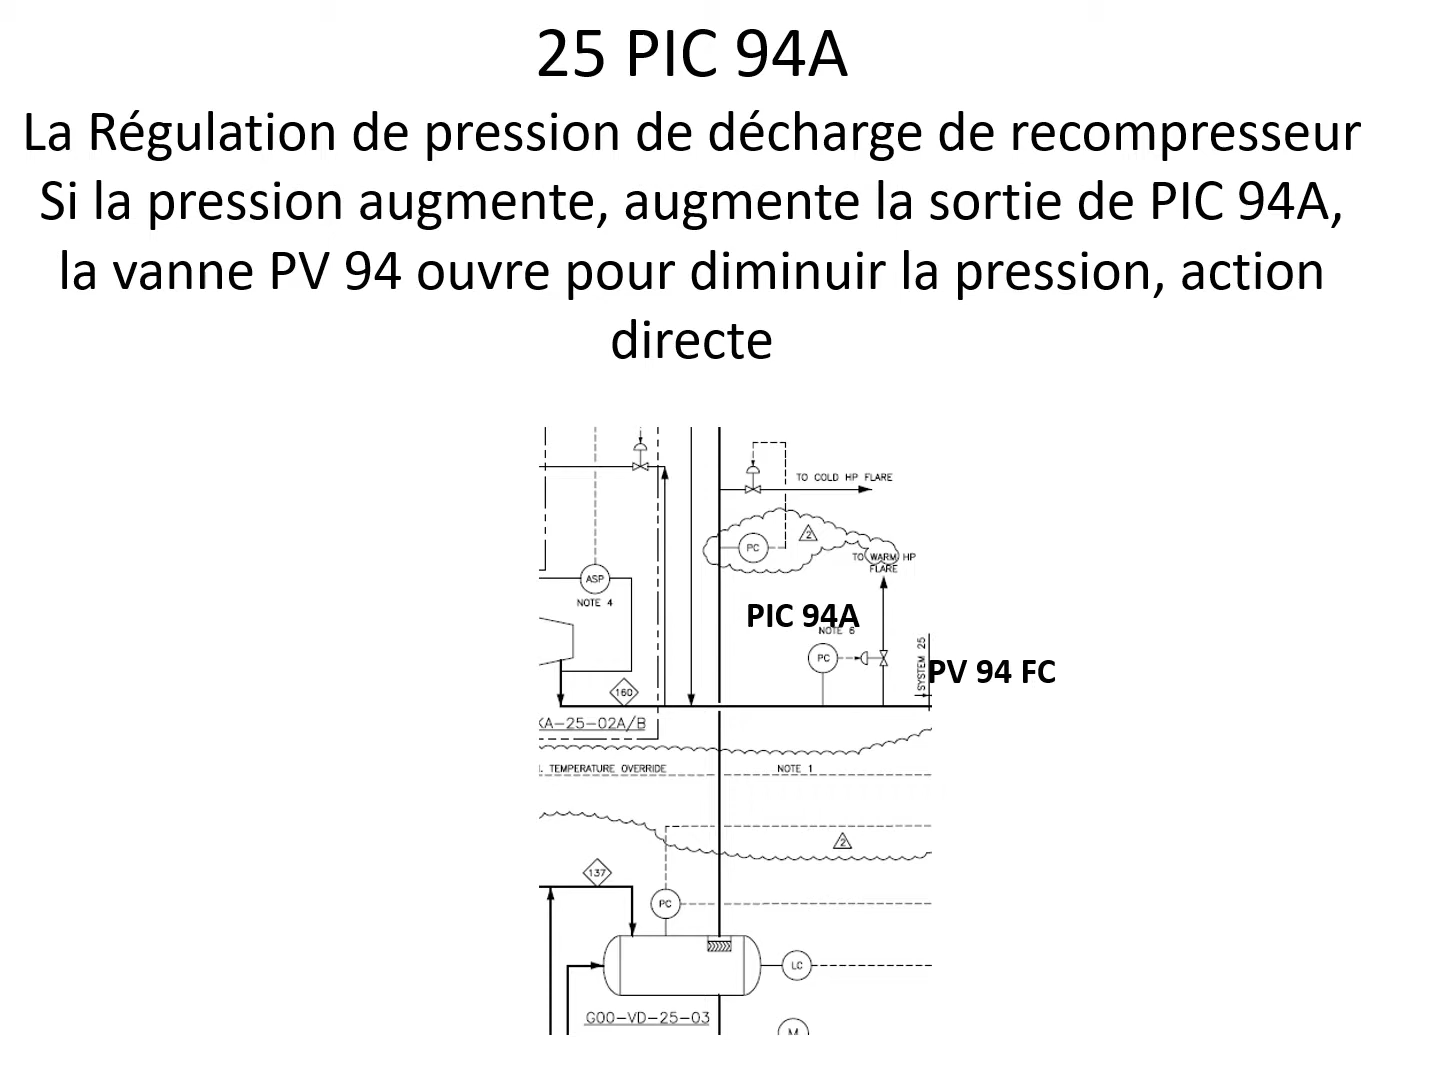 25 PIC 94A
La Régulation de pression de décharge de recompresseur
Si la pression augmente, augmente la sortie de PIC 94A,
la vanne PV 94 ouvre pour diminuir la pression, action
directe
TO COLD HP FLARE
2
PC
TO WARM HP
FLARE
ASP
NOTE 4
PIC 94A
NOTE 6
PC
SYSTEM 25
PV 94 FC
160
KA-25-02A/B
TEMPERATURE OVERRIDE
NOTE 1
2
137
PC
LC
G00-VD-25-03
M